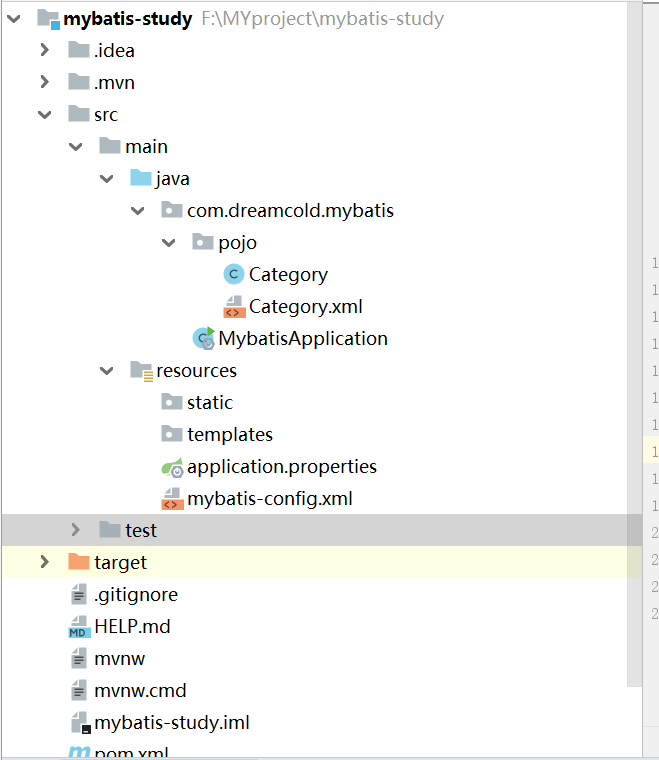 mybatis-study F:\MYproject\mybatis-study
.idea
.mvn
src
main
java
com.dreamcold.mybatis
pojo
C Category
<> Category.xml
C MybatisApplication
resources
static
templates
application.properties
<> mybatis-config.xml
test
target
.gitignore
MD HELP.md
mvnw
mvnw.cmd
mybatis-study.iml
m pom.xml
1
1
1
1
1
1
1
1
1
1
2
2
2
2